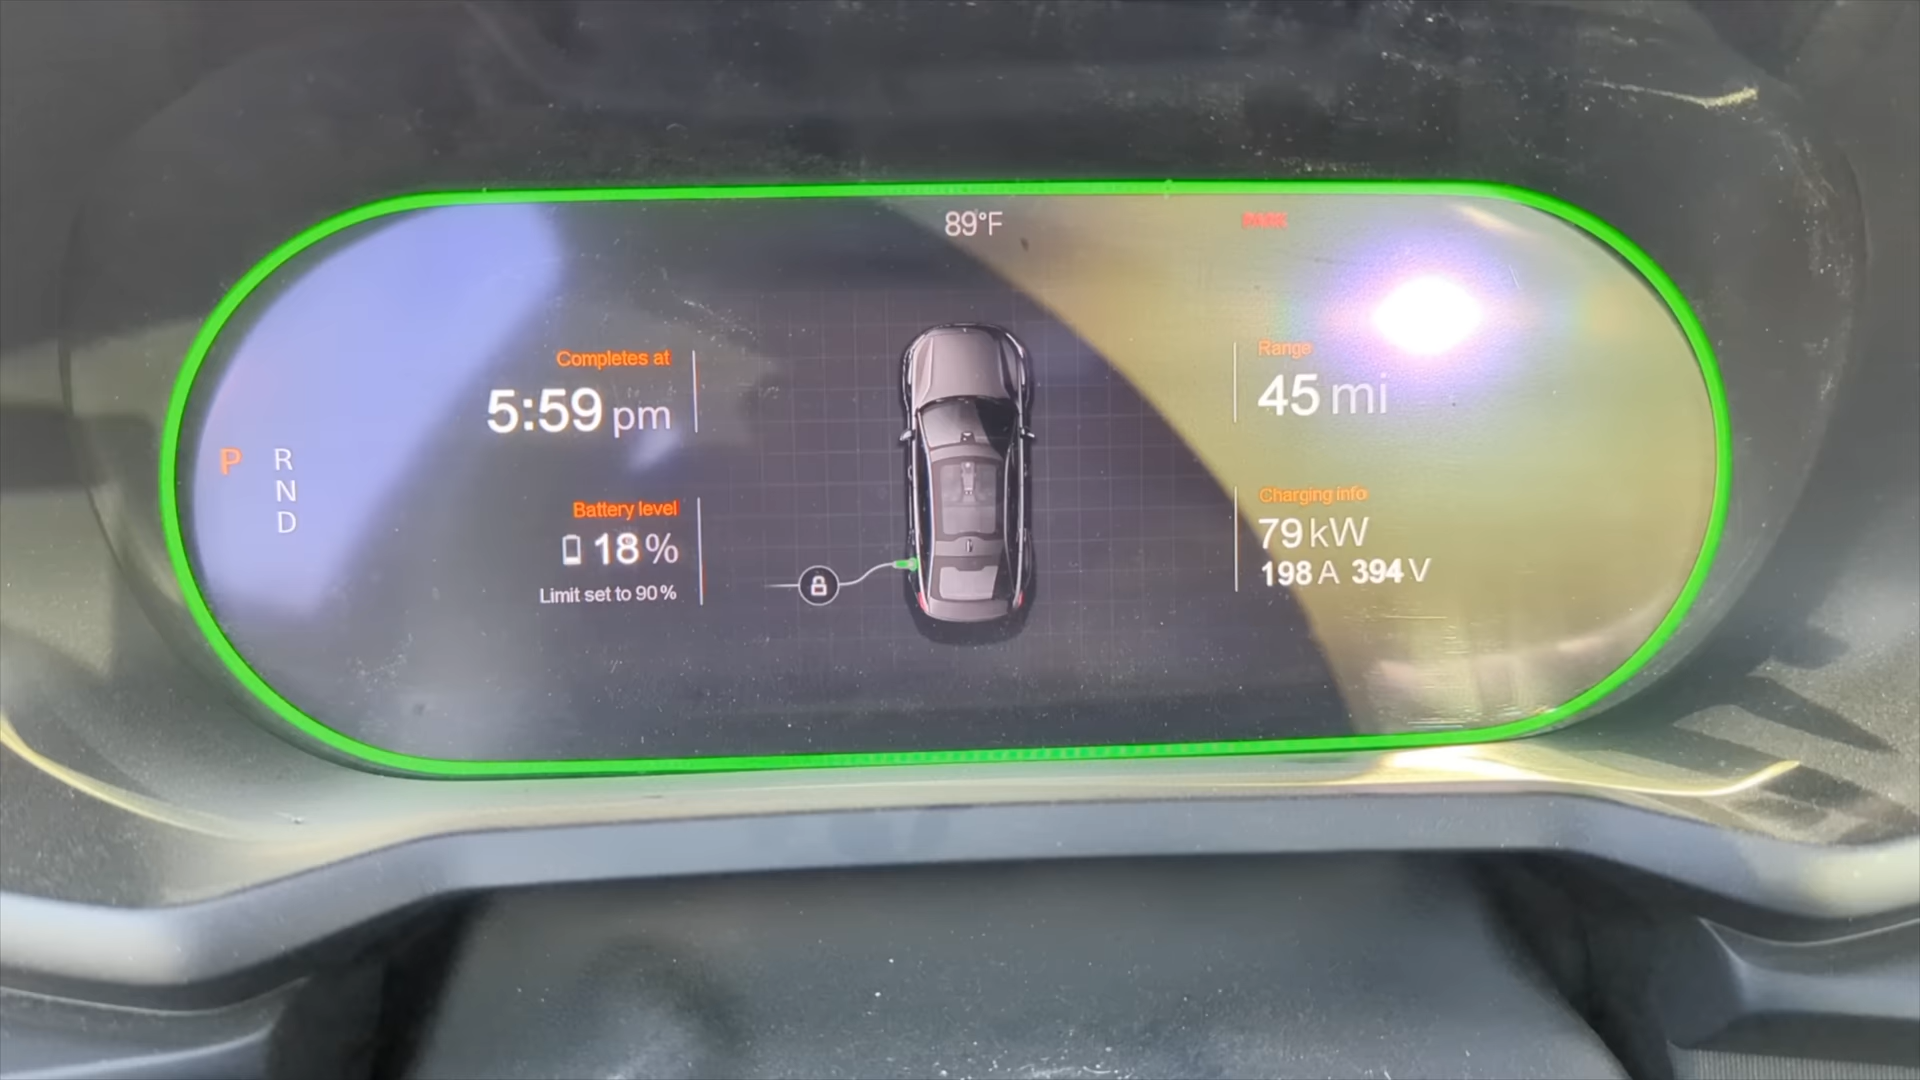 89°F
PARK
Completes at
5:59 pm
Range
45 mi
P
R
N
D
Battery level
18%
Limit set to 90%
Charging info
79 kW
198 A 394 V